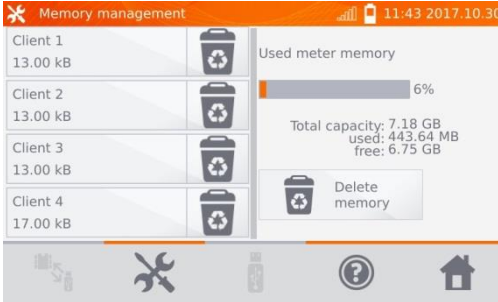 Memory management
11:43 2017.10.30
Client 1
13.00 kB
Client 2
13.00 kB
Client 3
13.00 kB
Client 4
17.00 kB
Used meter memory
6%
Total capacity: 7.18 GB
used: 443.64 MB
free: 6.75 GB
Delete
memory